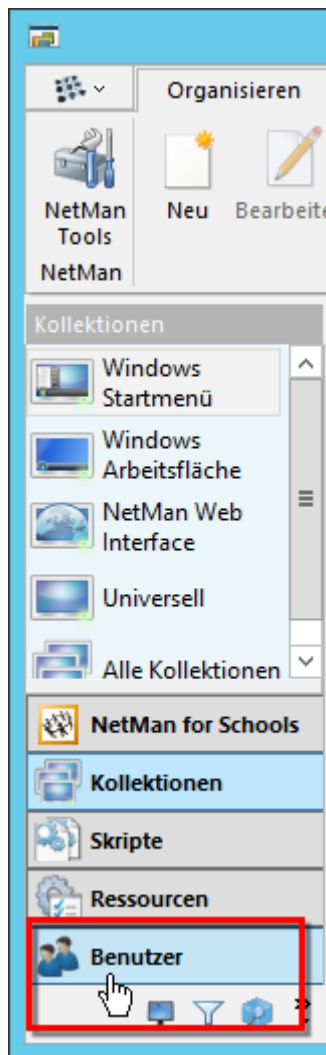 Organisieren
NetMan
Tools
Neu
Bearbeite
NetMan
Kollektionen
Windows
Startmenü
Windows
Arbeitsfläche
NetMan Web
Interface
Universell
Alle Kollektionen
NetMan for Schools
Kollektionen
Skripte
Ressourcen
Benutzer